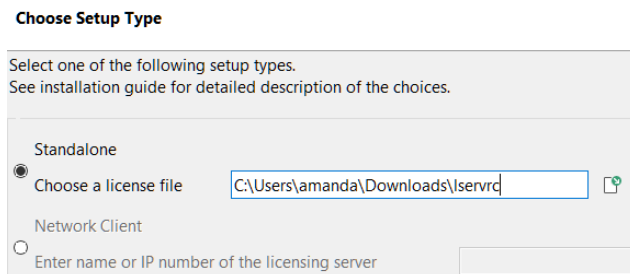 Choose Setup Type
Select one of the following setup types.
See installation guide for detailed description of the choices.
Standalone
Choose a license file C:\Users\amanda\Downloads\lservrc
Network Client
Enter name or IP number of the licensing server